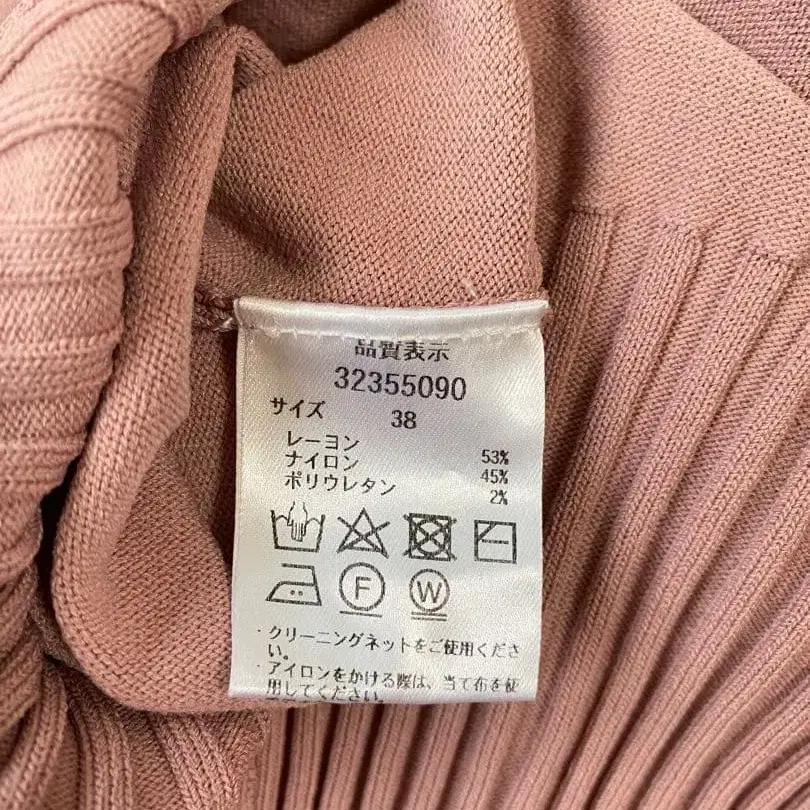 品質表示
32355090
サイズ 38
レーヨン 53%
ナイロン 45%
ポリウレタン 2%
F W
・クリーニングネットをご使用くださ
い。
・アイロンをかける際は、当て布を使
用してください。